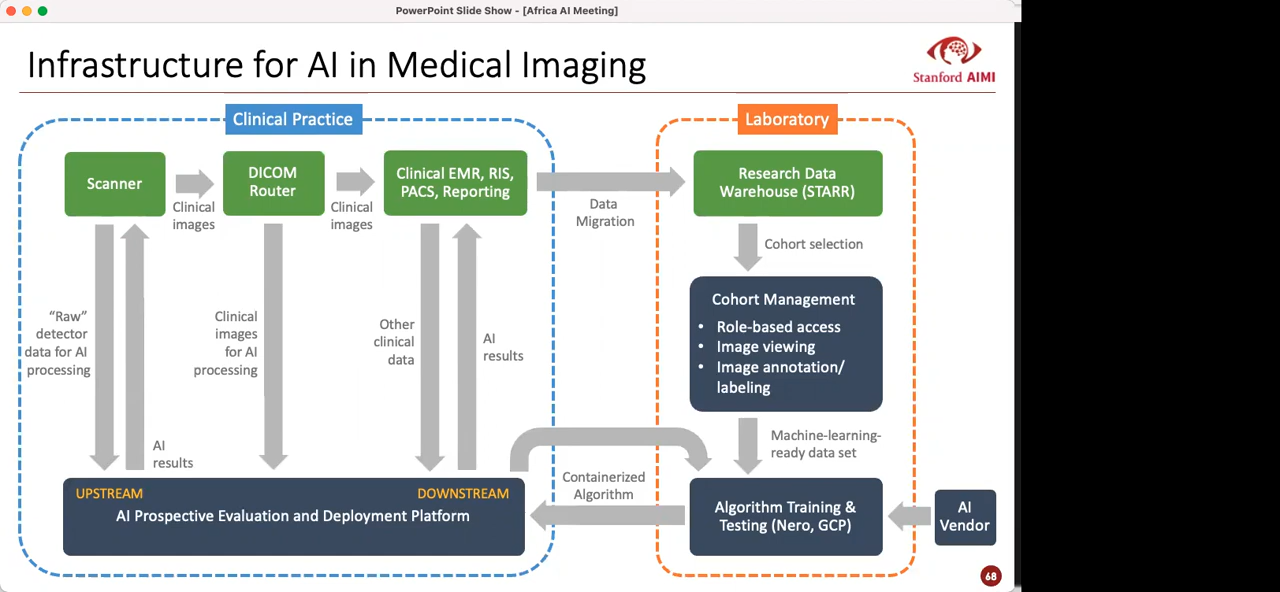 PowerPoint Slide Show - [Africa AI Meeting]
Infrastructure for AI in Medical Imaging
Stanford AIMI
Clinical Practice
Laboratory
Scanner
Clinical
images
DICOM
Router
Clinical
images
Clinical EMR, RIS,
PACS, Reporting
Data
Migration
Research Data
Warehouse (STARR)
Cohort selection
Cohort Management
• Role-based access
• Image viewing
• Image annotation/
labeling
"Raw"
detector
data for AI
processing
AI
results
Clinical
images
for AI
processing
Other
clinical
data
AI
results
Machine-learning-
ready data set
Containerized
Algorithm
UPSTREAM
DOWNSTREAM
AI Prospective Evaluation and Deployment Platform
Algorithm Training &
Testing (Nero, GCP)
AI
Vendor
68